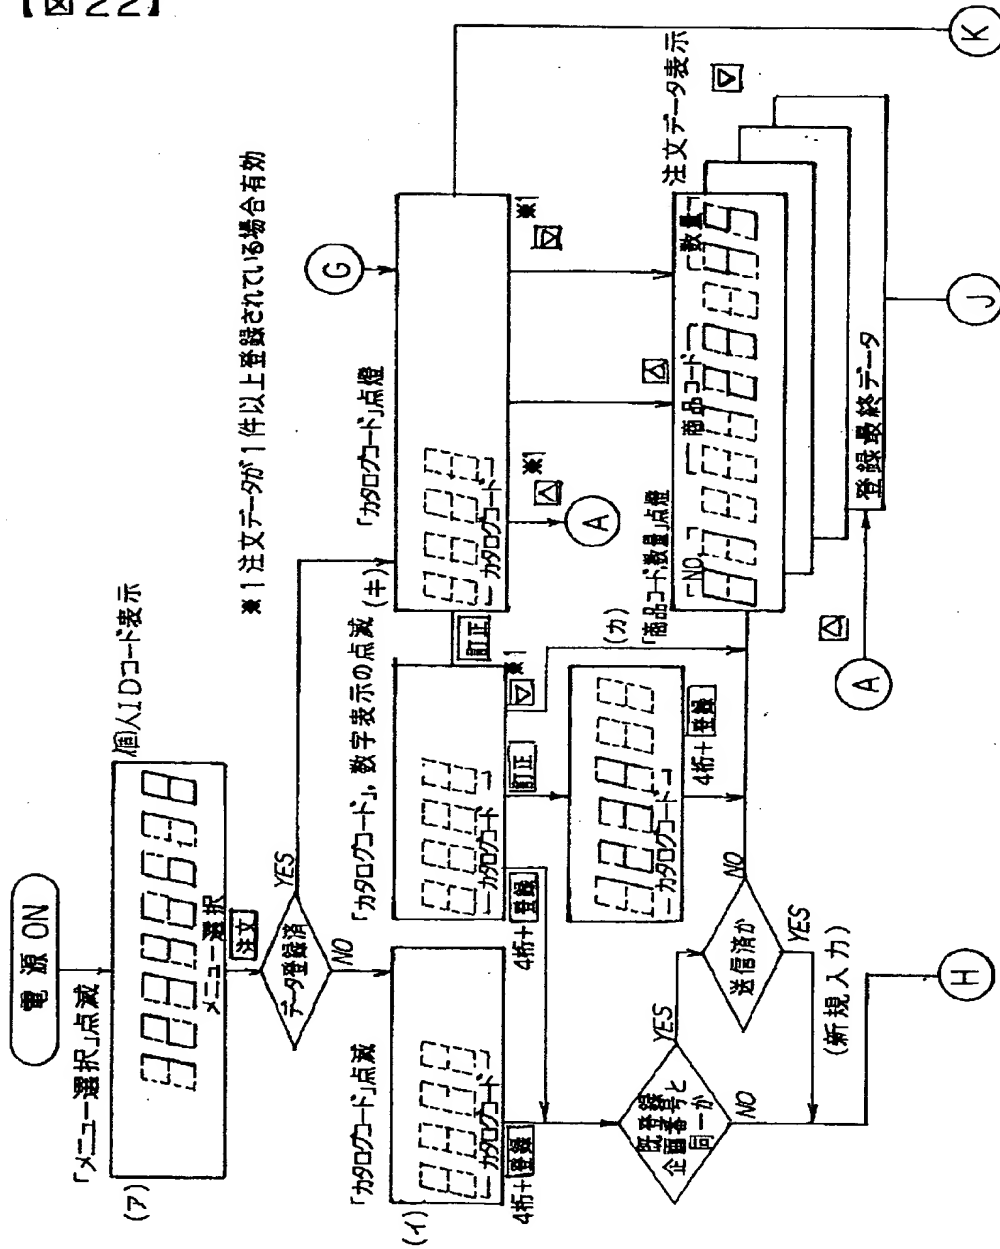 【図22】
電源 ON
「メニュー選択」点滅
(ア)
個人IDコード表示
メニュー選択
注文
データ登録済
YES
NO
※1 注文データが1件以上登録されている場合有効
(イ)
「カタログコード」点滅
カタログコード
4桁+登録
「カタログコード」, 数字表示の点滅
カタログコード
4桁+登録
訂正
▽
※1
カタログコード
4桁+登録
(キ)
「カタログコード」点燈
カタログコード
訂正
G
△
※1
A
△
▽
※1
K
既登録
企画番号と
同一か
YES
NO
送信済か
NO
YES
(新規入力)
H
(カ)
「商品コード」「数量」点燈
注文データ表示
▽
NO.
商品コード
数量
登録最終データ
△
A
J